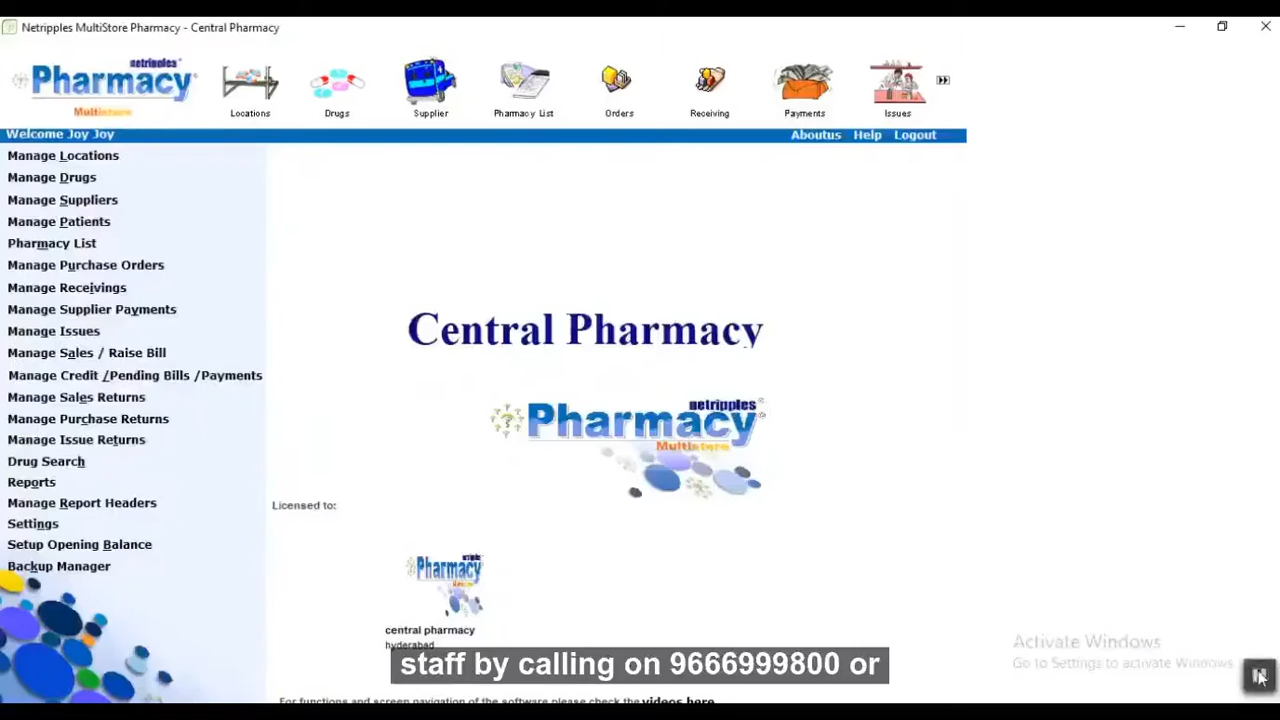 Netripples MultiStore Pharmacy - Central Pharmacy
netripples
Pharmacy
Multistore
Locations
Drugs
Supplier
Pharmacy List
Orders
Receiving
Payments
Issues
Welcome Joy Joy
Aboutus Help Logout
Manage Locations
Manage Drugs
Manage Suppliers
Manage Patients
Pharmacy List
Manage Purchase Orders
Manage Receivings
Manage Supplier Payments
Manage Issues
Manage Sales / Raise Bill
Manage Credit /Pending Bills /Payments
Manage Sales Returns
Manage Purchase Returns
Manage Issue Returns
Drug Search
Reports
Manage Report Headers
Settings
Setup Opening Balance
Backup Manager
Central Pharmacy
netripples
Pharmacy
Multistore
Licensed to:
Pharmacy
central pharmacy
hyderabad
staff by calling on 9666999800 or
For functions and screen navigation of the software please check the videos here
Activate Windows
Go to Settings to activate Windows.